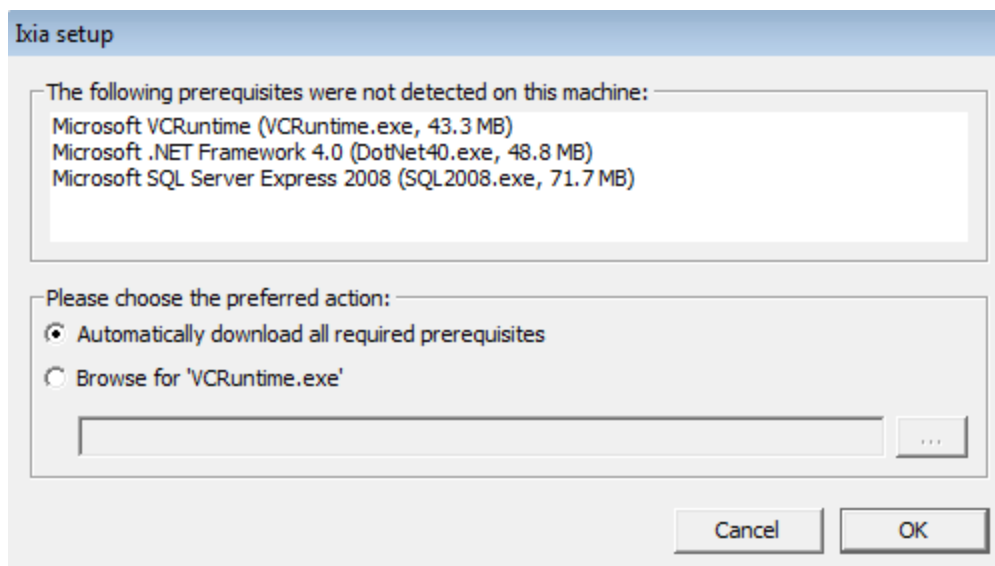 Ixia setup
The following prerequisites were not detected on this machine:
Microsoft VCRuntime (VCRuntime.exe, 43.3 MB)
Microsoft .NET Framework 4.0 (DotNet40.exe, 48.8 MB)
Microsoft SQL Server Express 2008 (SQL2008.exe, 71.7 MB)
Please choose the preferred action:
Automatically download all required prerequisites
Browse for 'VCRuntime.exe'
...
Cancel OK